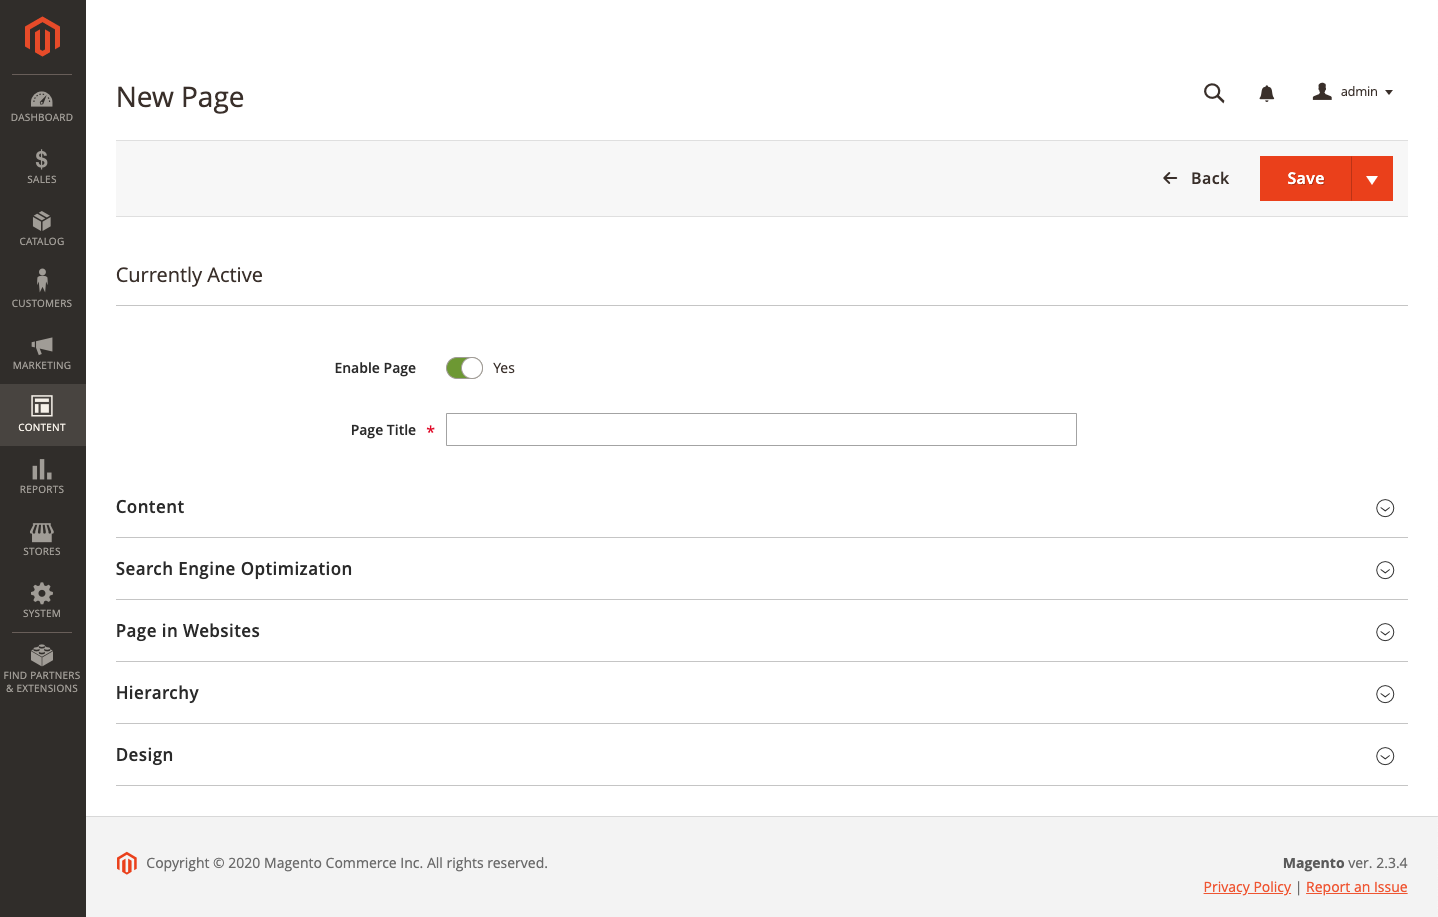 New Page
admin
Back
Save
DASHBOARD
SALES
CATALOG
CUSTOMERS
MARKETING
CONTENT
REPORTS
STORES
SYSTEM
FIND PARTNERS
& EXTENSIONS
Currently Active
Enable Page
Yes
Page Title *
Content
Search Engine Optimization
Page in Websites
Hierarchy
Design
Copyright © 2020 Magento Commerce Inc. All rights reserved.
Magento ver. 2.3.4
Privacy Policy | Report an Issue